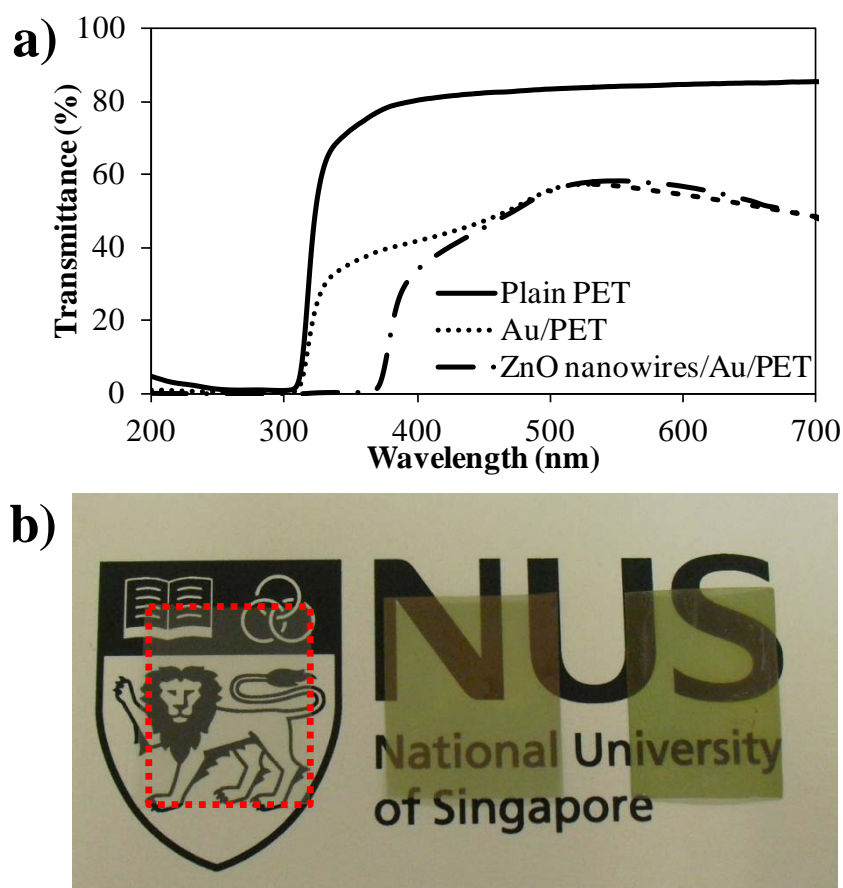 a)
100
80
60
40
20
0
Transmittance (%)
Plain PET
Au/PET
ZnO nanowires/Au/PET
200 300 400 500 600 700
Wavelength (nm)
b)
NUS
National University
of Singapore